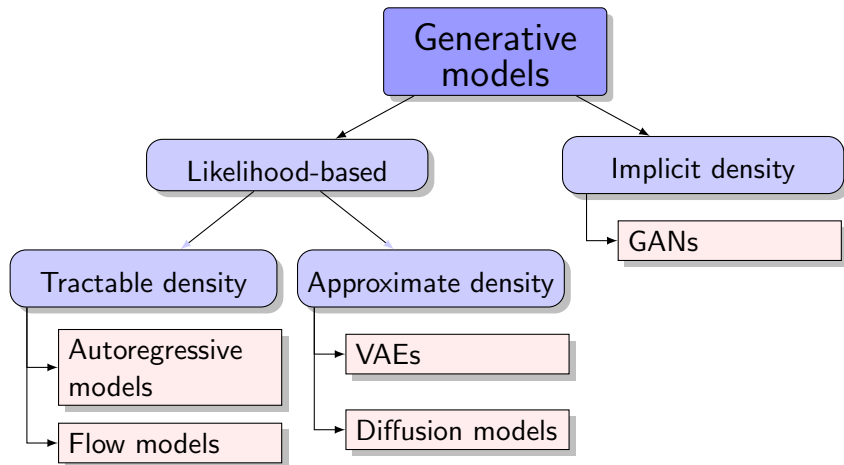 Generative
models
Likelihood-based
Implicit density
GANs
Tractable density
Approximate density
Autoregressive
models
VAEs
Flow models
Diffusion models